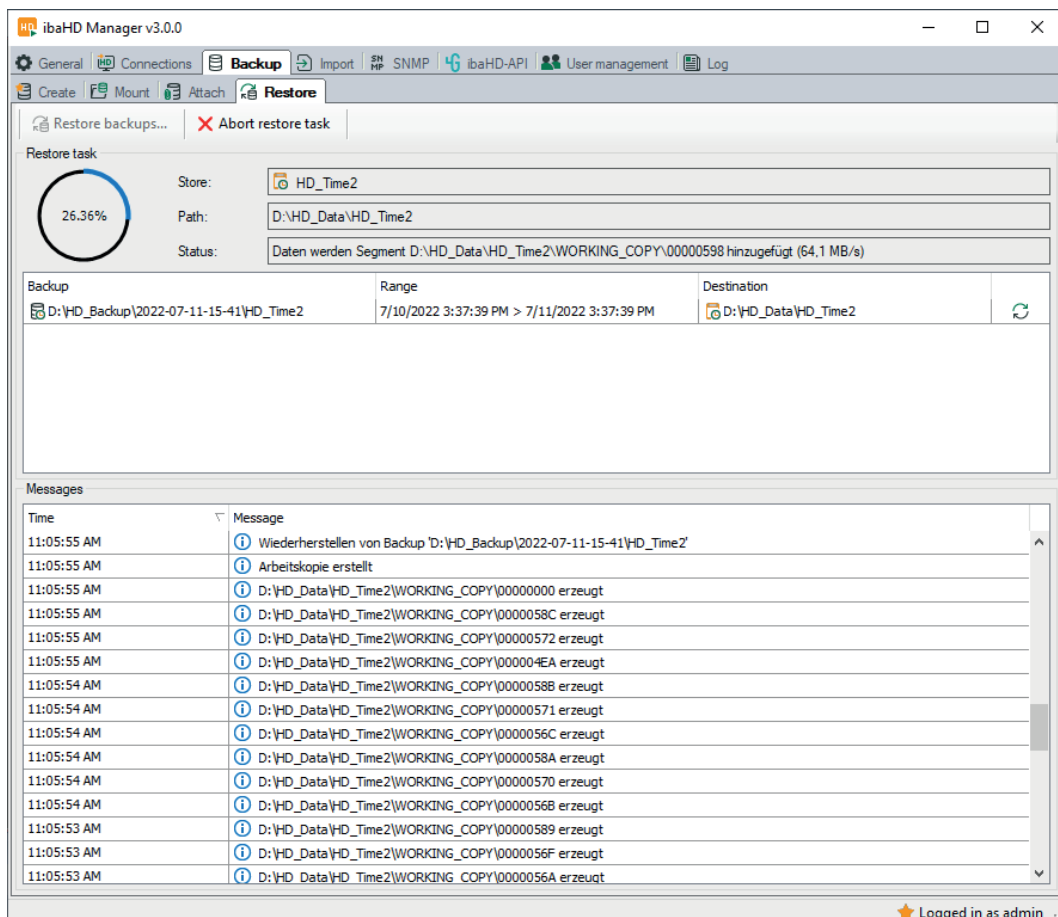 ibaHD Manager v3.0.0
General Connections Backup Import SNMP ibaHD-API User management Log
Create Mount Attach Restore
Restore backups... Abort restore task
Restore task
26.36%
Store: HD_Time2
Path: D:\HD_Data\HD_Time2
Status: Daten werden Segment D:\HD_Data\HD_Time2\WORKING_COPY\00000598 hinzugefügt (64,1 MB/s)
Backup Range Destination
D:\HD_Backup\2022-07-11-15-41\HD_Time2 7/10/2022 3:37:39 PM > 7/11/2022 3:37:39 PM D:\HD_Data\HD_Time2
Messages
Time Message
11:05:55 AM Wiederherstellen von Backup 'D:\HD_Backup\2022-07-11-15-41\HD_Time2'
11:05:55 AM Arbeitskopie erstellt
11:05:55 AM D:\HD_Data\HD_Time2\WORKING_COPY\00000000 erzeugt
11:05:55 AM D:\HD_Data\HD_Time2\WORKING_COPY\0000058C erzeugt
11:05:55 AM D:\HD_Data\HD_Time2\WORKING_COPY\00000572 erzeugt
11:05:55 AM D:\HD_Data\HD_Time2\WORKING_COPY\000004EA erzeugt
11:05:54 AM D:\HD_Data\HD_Time2\WORKING_COPY\0000058B erzeugt
11:05:54 AM D:\HD_Data\HD_Time2\WORKING_COPY\00000571 erzeugt
11:05:54 AM D:\HD_Data\HD_Time2\WORKING_COPY\0000056C erzeugt
11:05:54 AM D:\HD_Data\HD_Time2\WORKING_COPY\0000058A erzeugt
11:05:54 AM D:\HD_Data\HD_Time2\WORKING_COPY\00000570 erzeugt
11:05:54 AM D:\HD_Data\HD_Time2\WORKING_COPY\0000056B erzeugt
11:05:53 AM D:\HD_Data\HD_Time2\WORKING_COPY\00000589 erzeugt
11:05:53 AM D:\HD_Data\HD_Time2\WORKING_COPY\0000056F erzeugt
11:05:53 AM D:\HD_Data\HD_Time2\WORKING_COPY\0000056A erzeugt
Logged in as admin